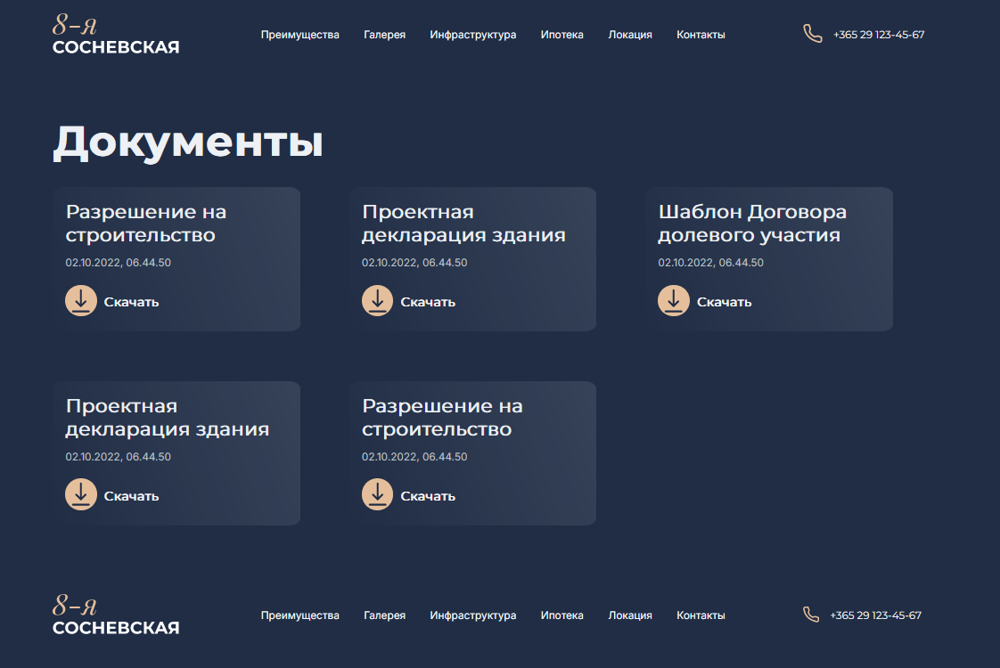 8-я
СОСНЕВСКАЯ
Преимущества Галерея Инфраструктура Ипотека Локация Контакты
+365 29 123-45-67
Документы
Разрешение на
строительство
02.10.2022, 06.44.50
Скачать
Проектная
декларация здания
02.10.2022, 06.44.50
Скачать
Шаблон Договора
долевого участия
02.10.2022, 06.44.50
Скачать
Проектная
декларация здания
02.10.2022, 06.44.50
Скачать
Разрешение на
строительство
02.10.2022, 06.44.50
Скачать
8-я
СОСНЕВСКАЯ
Преимущества Галерея Инфраструктура Ипотека Локация Контакты
+365 29 123-45-67